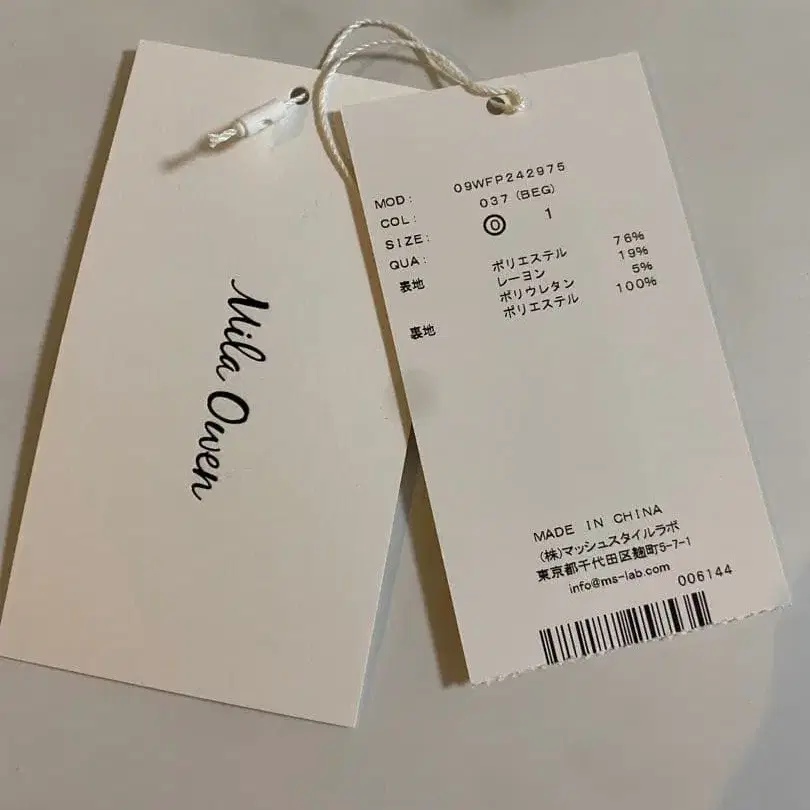 Mila Owen
MOD: 09WFP242975
COL: 037 (BEG)
SIZE: 0 1
QUA:
表地 ポリエステル 76%
レーヨン 19%
ポリウレタン 5%
裏地 ポリエステル 100%
MADE IN CHINA
(株)マッシュスタイルラボ
東京都千代田区麹町5-7-1
info@ms-lab.com
006144